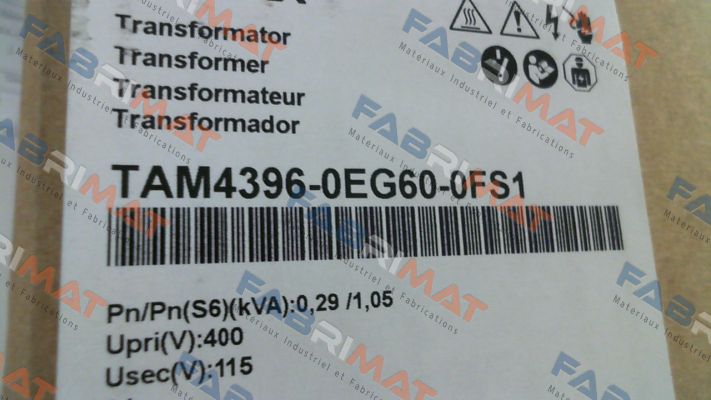 Transformator
Transformer
Transformateur
Transformador
TAM4396-0EG60-0FS1
Pn/Pn(S6)(kVA):0,29 /1,05
Upri(V):400
Usec(V):115
FABRIMAT
Materiaux Industriel et Fabrications